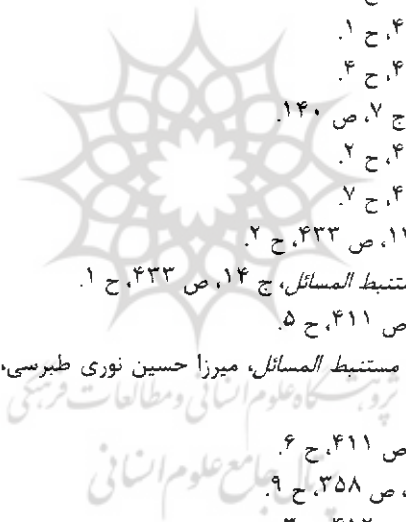 ۴، ح ۱.
۴، ح ۴.
ج ۷، ص ۱۴۰.
۴، ح ۲.
۴، ح ۷.
۱۱، ص ۴۳۳، ح ۲.
ستنبط المسائل، ج ۱۴، ص ۴۳۳، ح ۱.
ص ۴۱۱، ح ۵.
مستنبط المسائل، میرزا حسین نوری طبرسی،
پژوهشگاه علوم انسانی و مطالعات فرهنگی
ص ۴۱۱، ح ۶.
پرتال جامع علوم انسانی
، ص ۳۵۸، ح ۹.